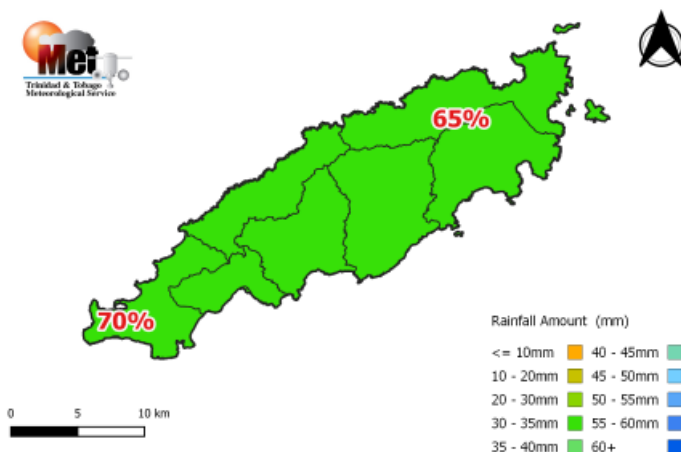 Met
Trinidad & Tobago
Meteorological Service
65%
70%
0 5 10 km
Rainfall Amount (mm)
<= 10mm 40 - 45mm
10 - 20mm 45 - 50mm
20 - 30mm 50 - 55mm
30 - 35mm 55 - 60mm
35 - 40mm 60+